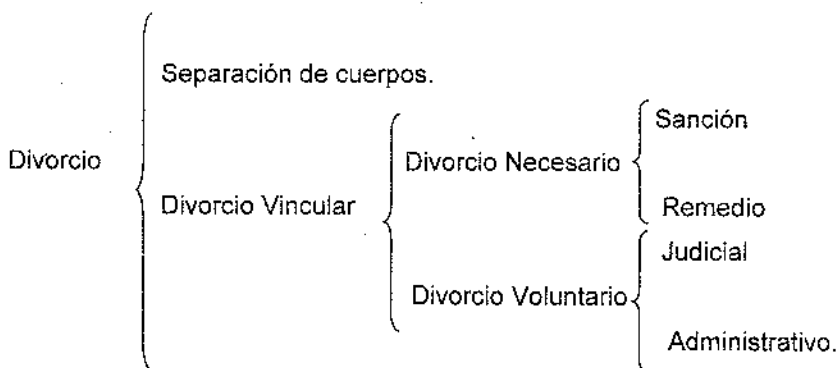 Divorcio
Separación de cuerpos.
Divorcio Vincular
Divorcio Necesario
Sanción
Remedio
Divorcio Voluntario
Judicial
Administrativo.